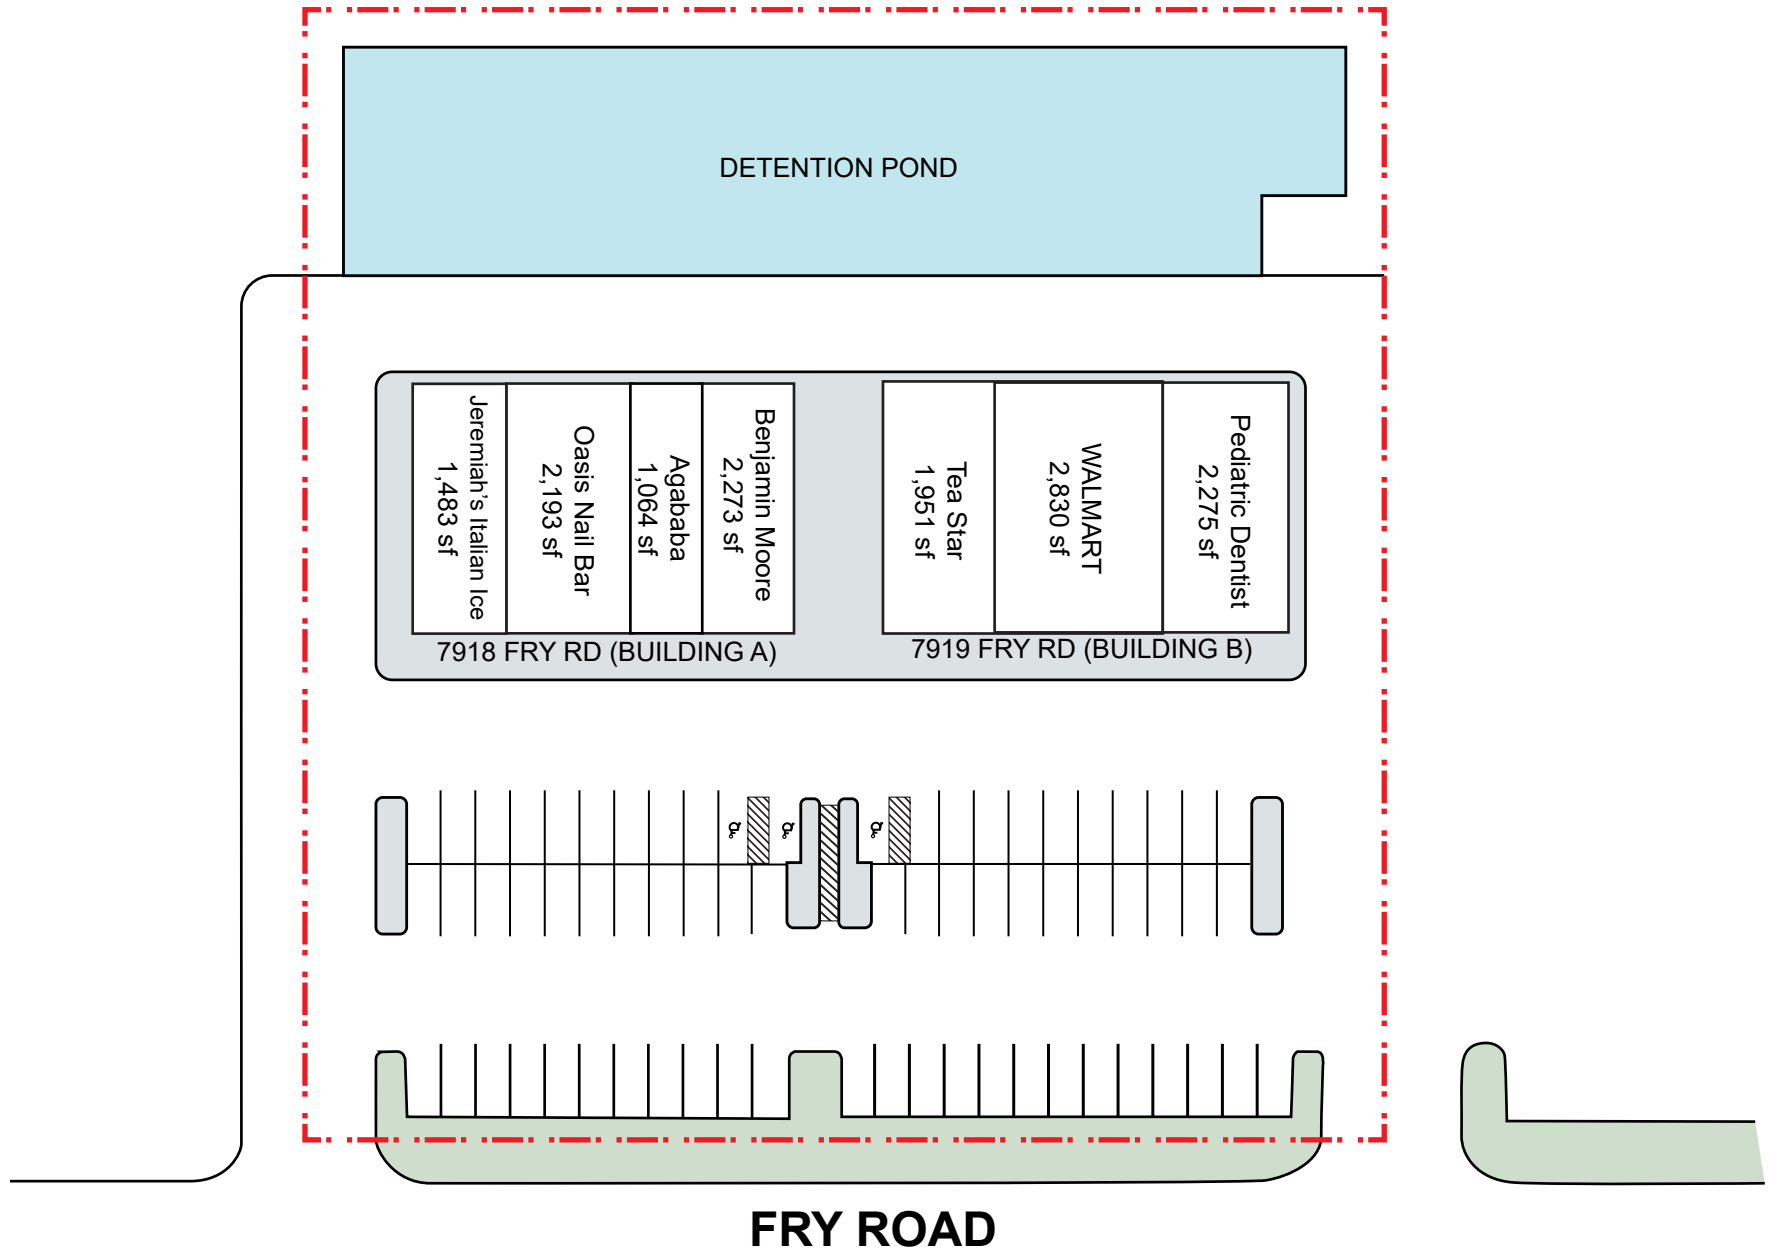 DETENTION POND
Jeremiah's Italian Ice
1,483 sf
Oasis Nail Bar
2,193 sf
Agababa
1,064 sf
Benjamin Moore
2,273 sf
Tea Star
1,951 sf
WALMART
2,830 sf
Pediatric Dentist
2,275 sf
7918 FRY RD (BUILDING A)
7919 FRY RD (BUILDING B)
FRY ROAD